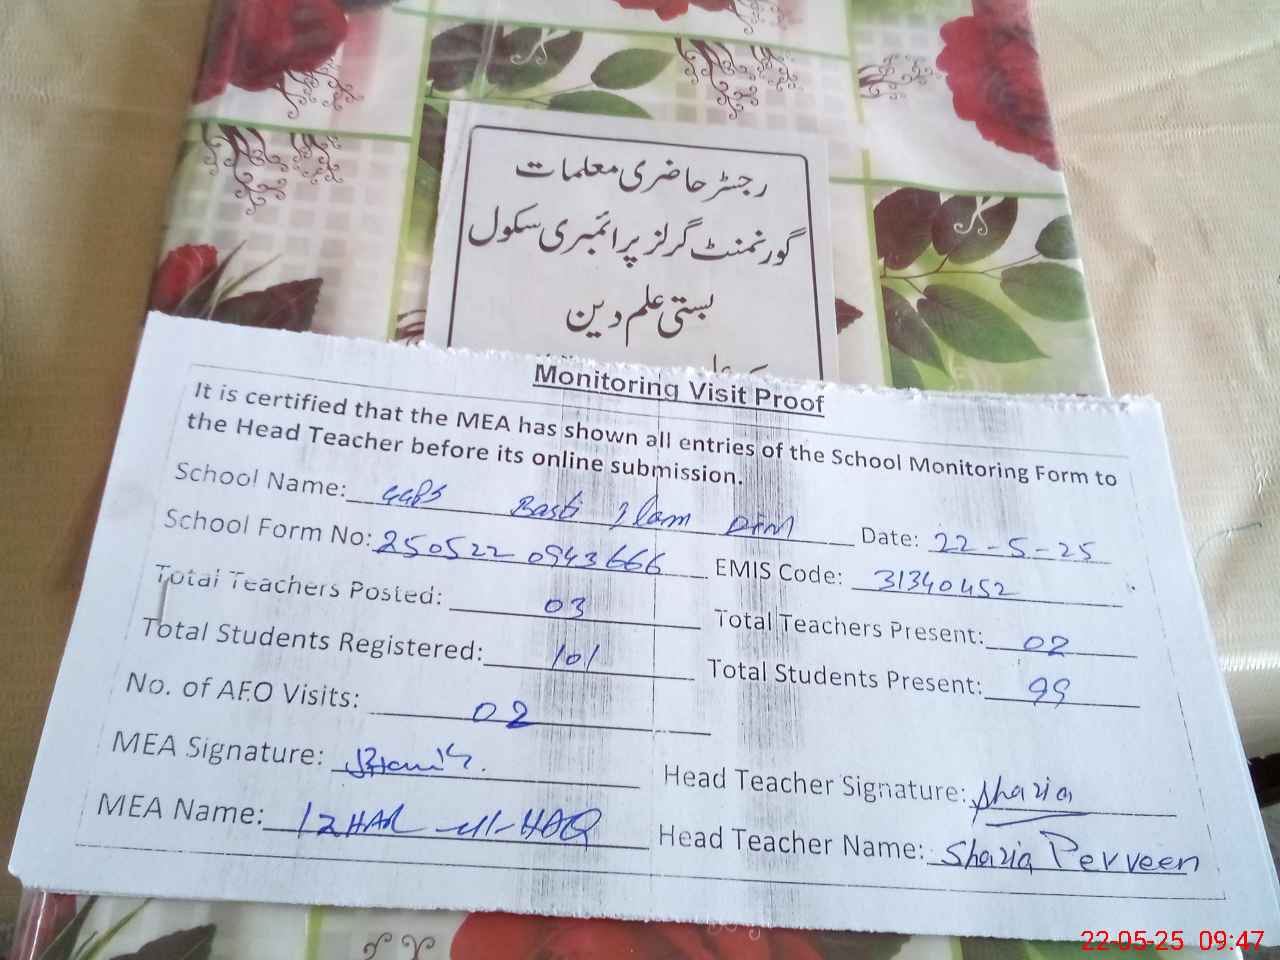 رجسٹر حاضری معلمات
گورنمنٹ گرلز پرائمری سکول
بستی علم دین
Monitoring Visit Proof
It is certified that the MEA has shown all entries of the School Monitoring Form to
the Head Teacher before its online submission.
School Name: GGPS Basti Ilam Din Date: 22-5-25
School Form No: 250522 0943666 EMIS Code: 31340452
Total Teachers Posted: 03 Total Teachers Present: 02
Total Students Registered: 101 Total Students Present: 99
No. of AEO Visits: 02
MEA Signature: Head Teacher Signature: Shazia
MEA Name: IZHAR-ul-HAQ Head Teacher Name: Shazia Perveen
22-05-25 09:47